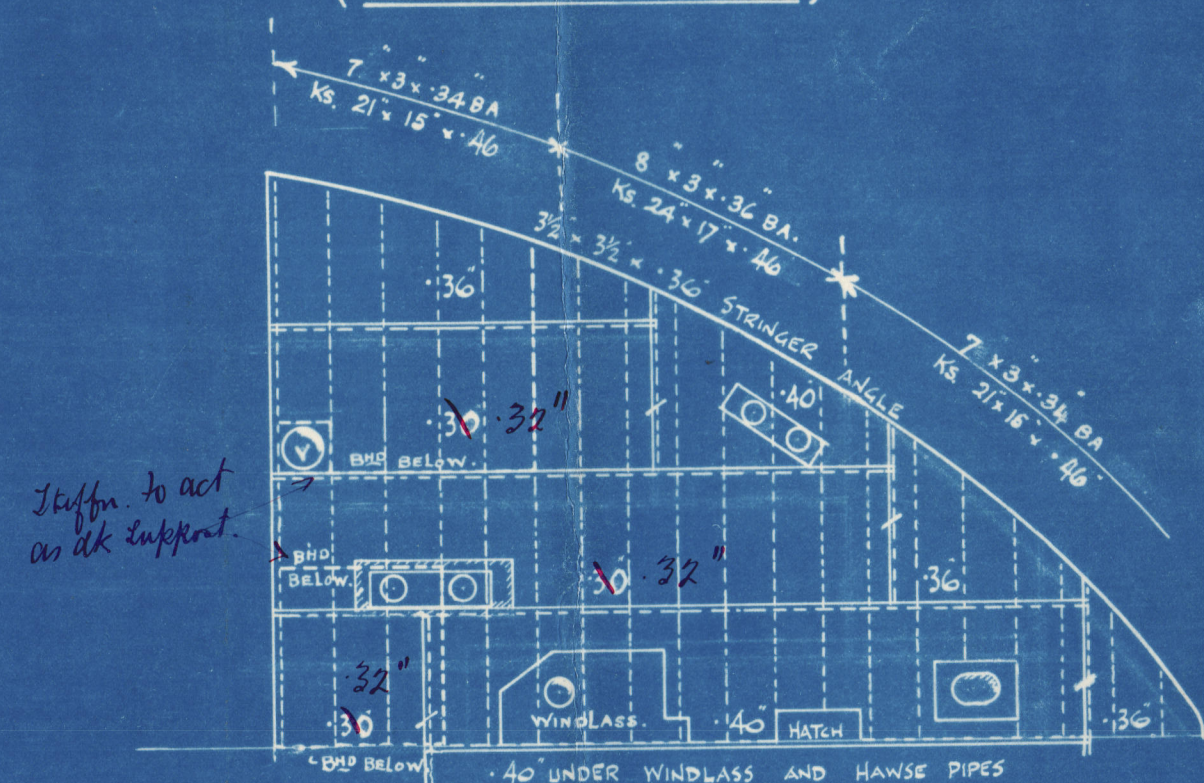 7" x 3" x .34" BA
Ks. 21" x 15" x .46
8" x 3" x .36" BA.
Ks. 24" x 17" x .46
3½" x 3½" x .36" STRINGER ANGLE
7" x 3" x .34" BA
Ks. 21" x 15" x .46"
.36"
.40"
.30 .32"
V
BHD BELOW.
Stiffn. to act
as dk support.
BHD
BELOW.
.30 .32"
.36"
.32"
.30"
WINDLASS.
.40"
HATCH
.36"
BHD BELOW
.40" UNDER WINDLASS AND HAWSE PIPES